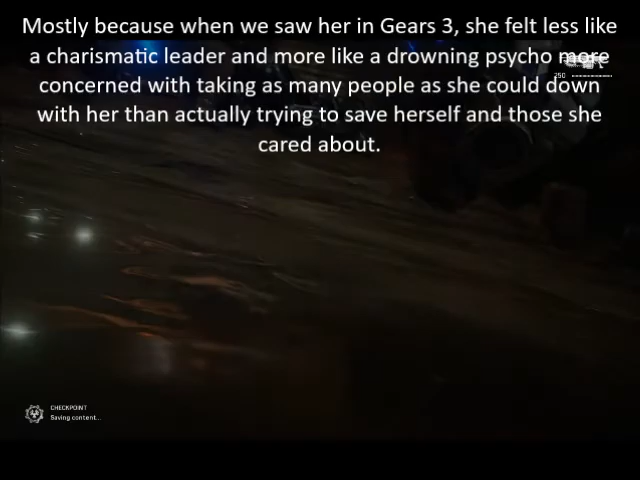 Mostly because when we saw her in Gears 3, she felt less like
a charismatic leader and more like a drowning psycho more
concerned with taking as many people as she could down
with her than actually trying to save herself and those she
cared about.
250
CHECKPOINT
Saving content...